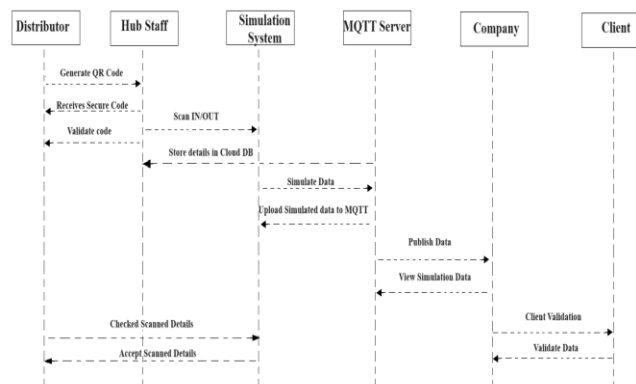 Distributor
Hub Staff
Simulation
System
MQTT Server
Company
Client
Generate QR Code
Receives Secure Code
Scan IN/OUT
Validate code
Store details in Cloud DB
Simulate Data
Upload Simulated data to MQTT
Publish Data
View Simulation Data
Client Validation
Checked Scanned Details
Validate Data
Accept Scanned Details